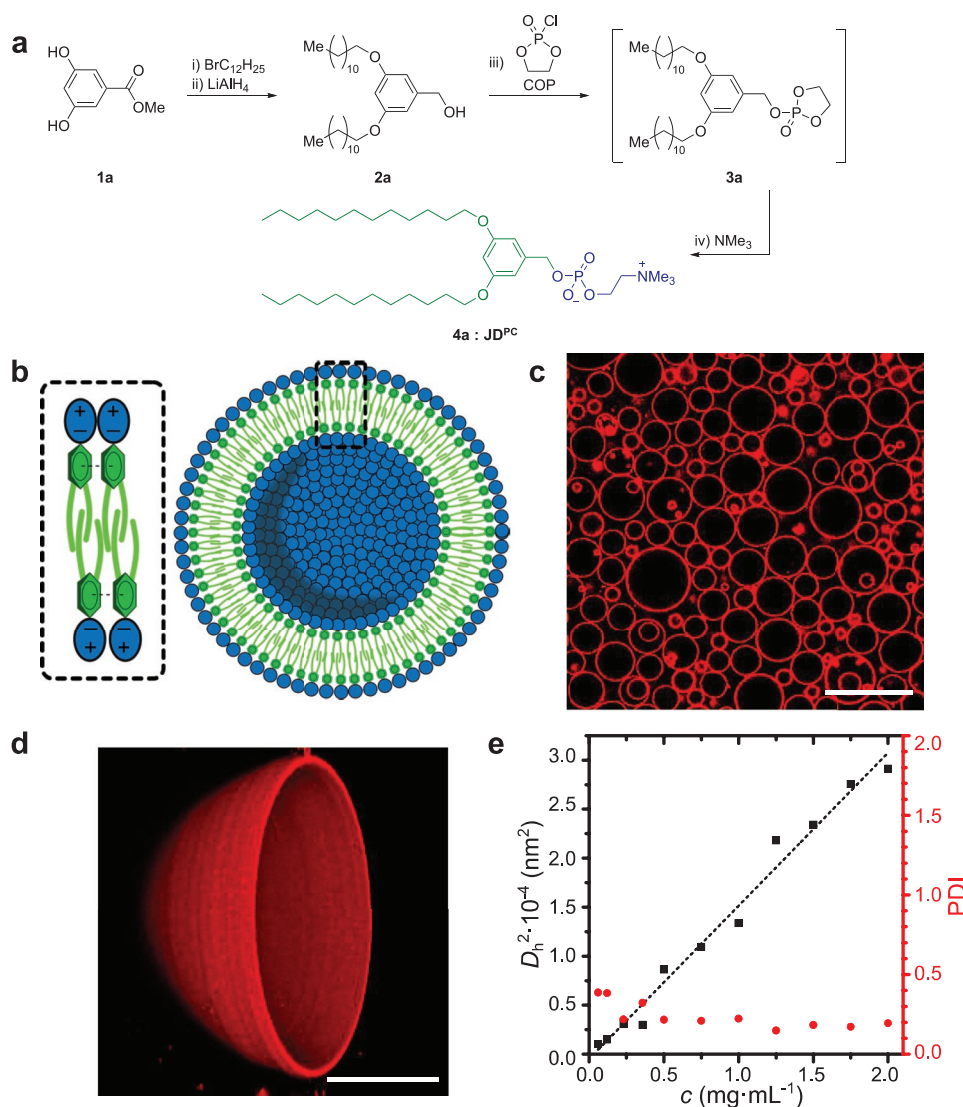 a
HO
HO
O
OMe
1a
i) BrC₁₂H₂₅
ii) LiAlH₄
Me
10
O
OH
O
Me
10
2a
O
Cl
P
O
O
iii)
COP
Me
10
O
O
Me
10
O
P
O
O
O
3a
iv) NMe₃
O
O
O
O
P
O⁻
O
+
NMe₃
4a : JDᴾᶜ
b
+
−
+
−
−
+
−
+
c
d
e
3.0
2.5
2.0
1.5
1.0
0.5
0.0
Dₕ²·10⁻⁴ (nm²)
0.5
1.0
1.5
2.0
c (mg·mL⁻¹)
2.0
1.5
1.0
0.5
0.0
PDI